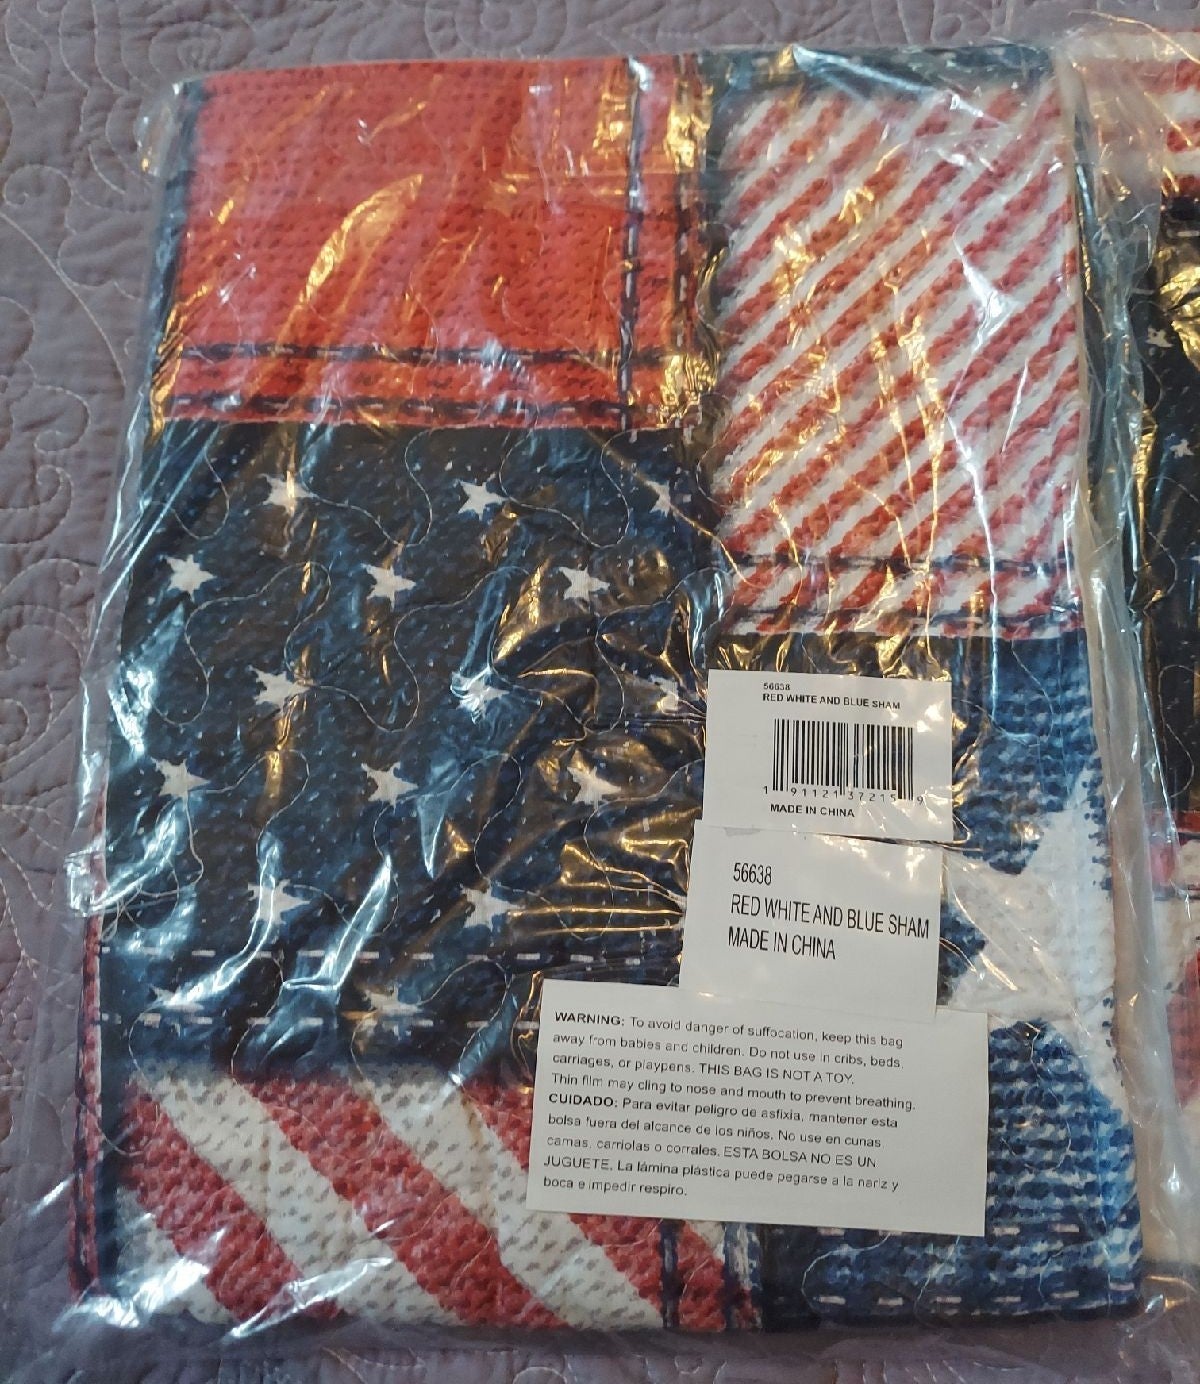 56638
RED WHITE AND BLUE SHAM
1 91121 37215 9
MADE IN CHINA
56638
RED WHITE AND BLUE SHAM
MADE IN CHINA
WARNING: To avoid danger of suffocation, keep this bag
away from babies and children. Do not use in cribs, beds,
carriages, or playpens. THIS BAG IS NOT A TOY.
Thin film may cling to nose and mouth to prevent breathing.
CUIDADO: Para evitar peligro de asfixia, mantener esta
bolsa fuera del alcance de los niños. No use en cunas,
camas, carriolas o corrales. ESTA BOLSA NO ES UN
JUGUETE. La lámina plástica puede pegarse a la nariz y
boca e impedir respiro.